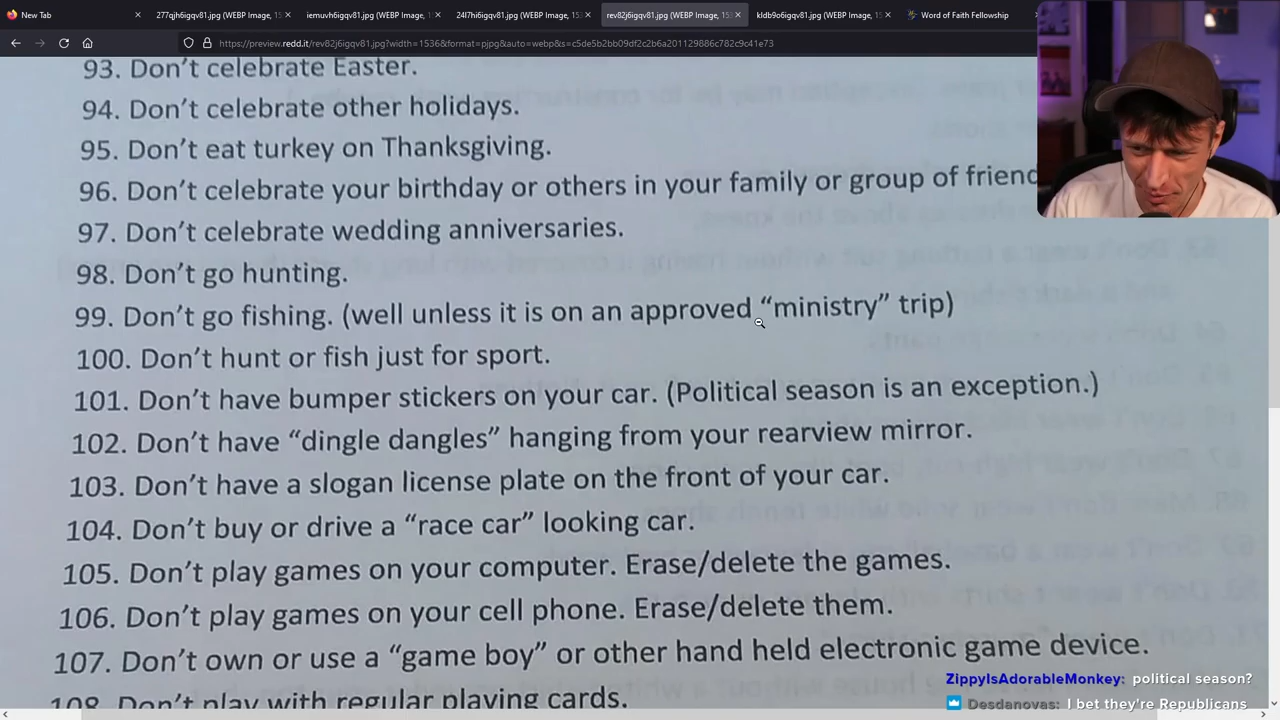 New Tab
277qjh6igqv81.jpg (WEBP Image, 15
iemuvh6igqv81.jpg (WEBP Image,
24l7hi6igqv81.jpg (WEBP Image, 153
rev82j6igqv81.jpg (WEBP Image, 15
kldb9o6igqv81.jpg (WEBP Image, 15
Word of Faith Fellowship
https://preview.redd.it/rev82j6igqv81.jpg?width=1536&format=pjpg&auto=webp&s=c5de5b2bb09df2c2b6a201129886c782c9c41e73
93. Don't celebrate Easter.
94. Don't celebrate other holidays.
95. Don't eat turkey on Thanksgiving.
96. Don't celebrate your birthday or others in your family or group of friend
97. Don't celebrate wedding anniversaries.
98. Don't go hunting.
99. Don't go fishing. (well unless it is on an approved “ministry” trip)
100. Don't hunt or fish just for sport.
101. Don't have bumper stickers on your car. (Political season is an exception.)
102. Don't have “dingle dangles” hanging from your rearview mirror.
103. Don't have a slogan license plate on the front of your car.
104. Don't buy or drive a “race car” looking car.
105. Don't play games on your computer. Erase/delete the games.
106. Don't play games on your cell phone. Erase/delete them.
107. Don't own or use a “game boy” or other hand held electronic game device.
108. Don't play with regular playing cards.
ZippyIsAdorableMonkey: political season?
Desdanovas: I bet they're Republicans